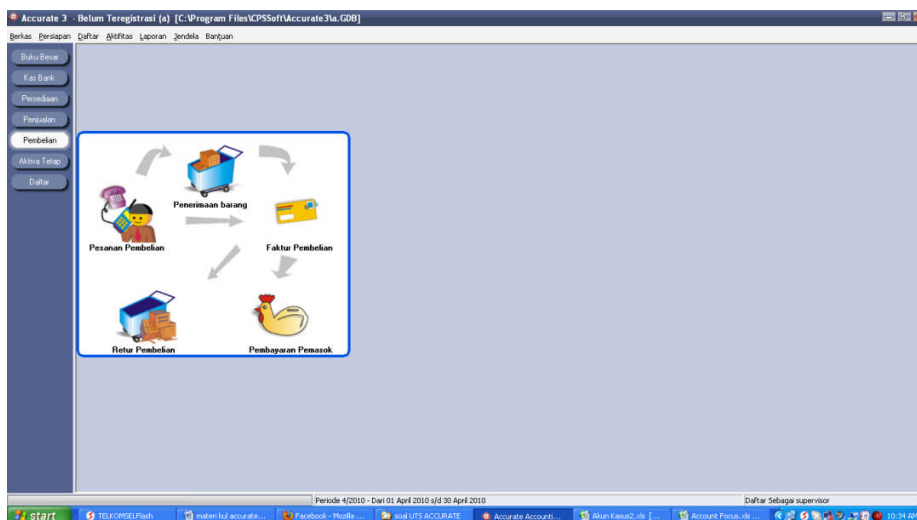 Accurate 3 - Belum Teregistrasi (a) [C:\Program Files\CPSSoft\Accurate3\a.GDB]
Berkas Persiapan Daftar Aktifitas Laporan Jendela Bantuan
Buku Besar
Kas Bank
Persediaan
Penjualan
Pembelian
Aktiva Tetap
Daftar
Penerimaan barang
Pesanan Pembelian
Faktur Pembelian
Retur Pembelian
Pembayaran Pemasok
Periode 4/2010 - Dari 01 April 2010 s/d 30 April 2010
Daftar Sebagai supervisor
start
TELKOMSELFlash
materi kul accurate...
Facebook - Mozilla ...
soal UTS ACCURATE
Accurate Accounti...
Akun Kasus2.xls [...
Account Focus.xls ...
10:34 AM